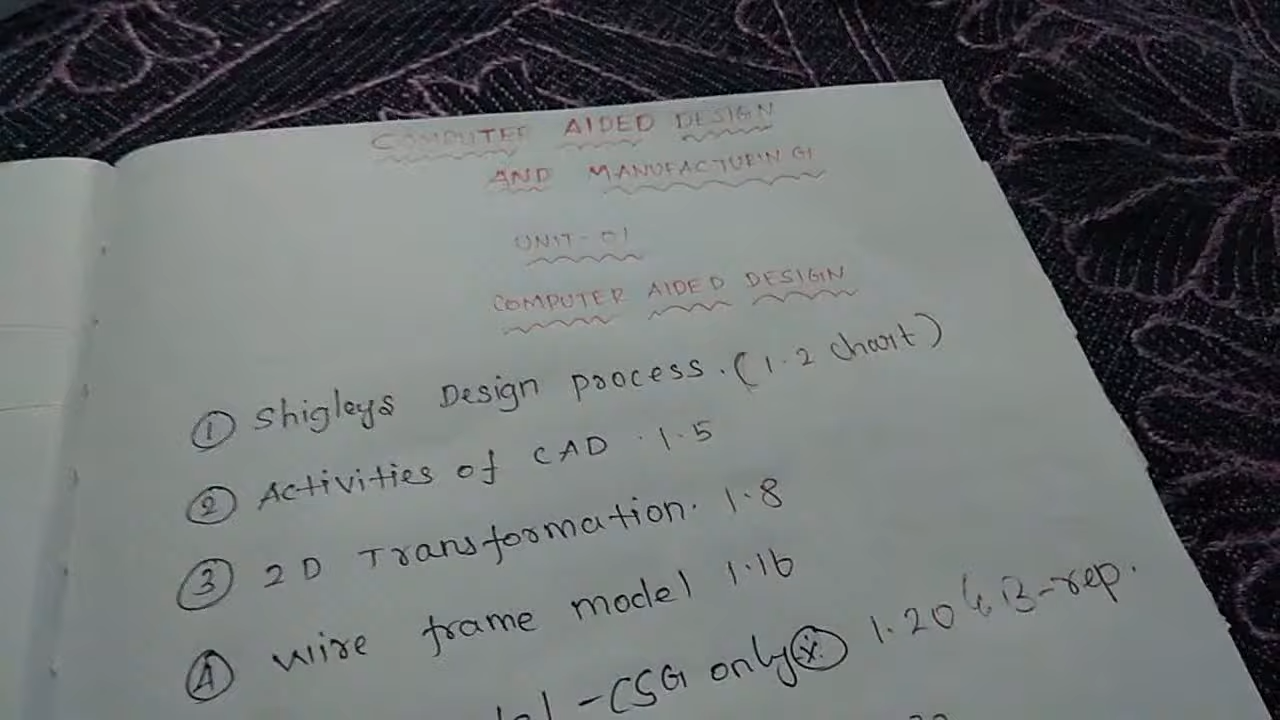 COMPUTER AIDED DESIGN
AND MANUFACTURING
UNIT-01
COMPUTER AIDED DESIGN
① Shigleys Design process. (1.2 chart)
② Activities of CAD . 1.5
③ 2D Transformation. 1.8
④ Wire frame model 1.16
-CSG only 1.20 & B-rep.